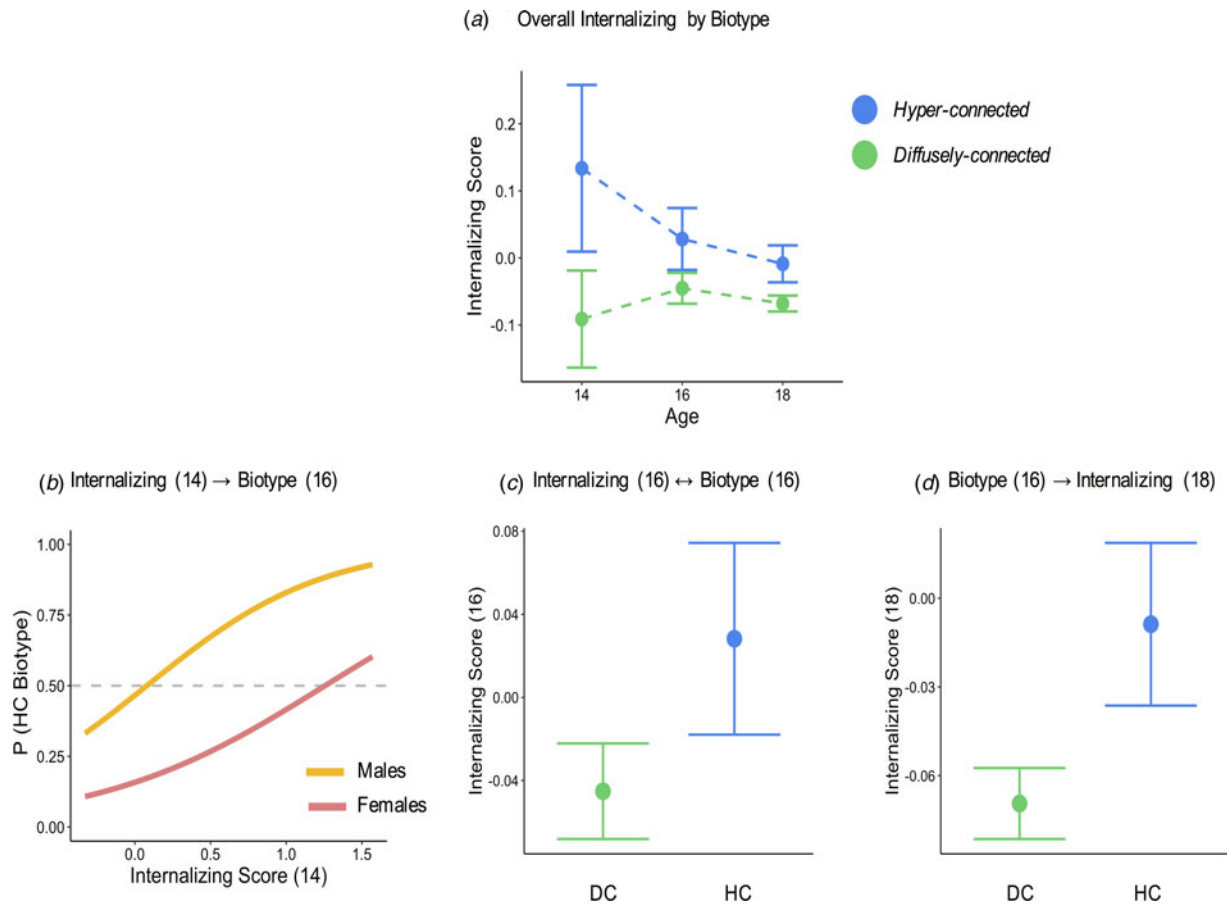 (a) Overall Internalizing by Biotype
Internalizing Score
0.2
0.1
0.0
-0.1
14 16 18
Age
Hyper-connected
Diffusely-connected
(b) Internalizing (14) → Biotype (16)
P (HC Biotype)
1.00
0.75
0.50
0.25
0.00
0.0 0.5 1.0 1.5
Internalizing Score (14)
Males
Females
(c) Internalizing (16) ↔ Biotype (16)
Internalizing Score (16)
0.08
0.04
0.00
-0.04
DC HC
(d) Biotype (16) → Internalizing (18)
Internalizing Score (18)
0.00
-0.03
-0.06
DC HC